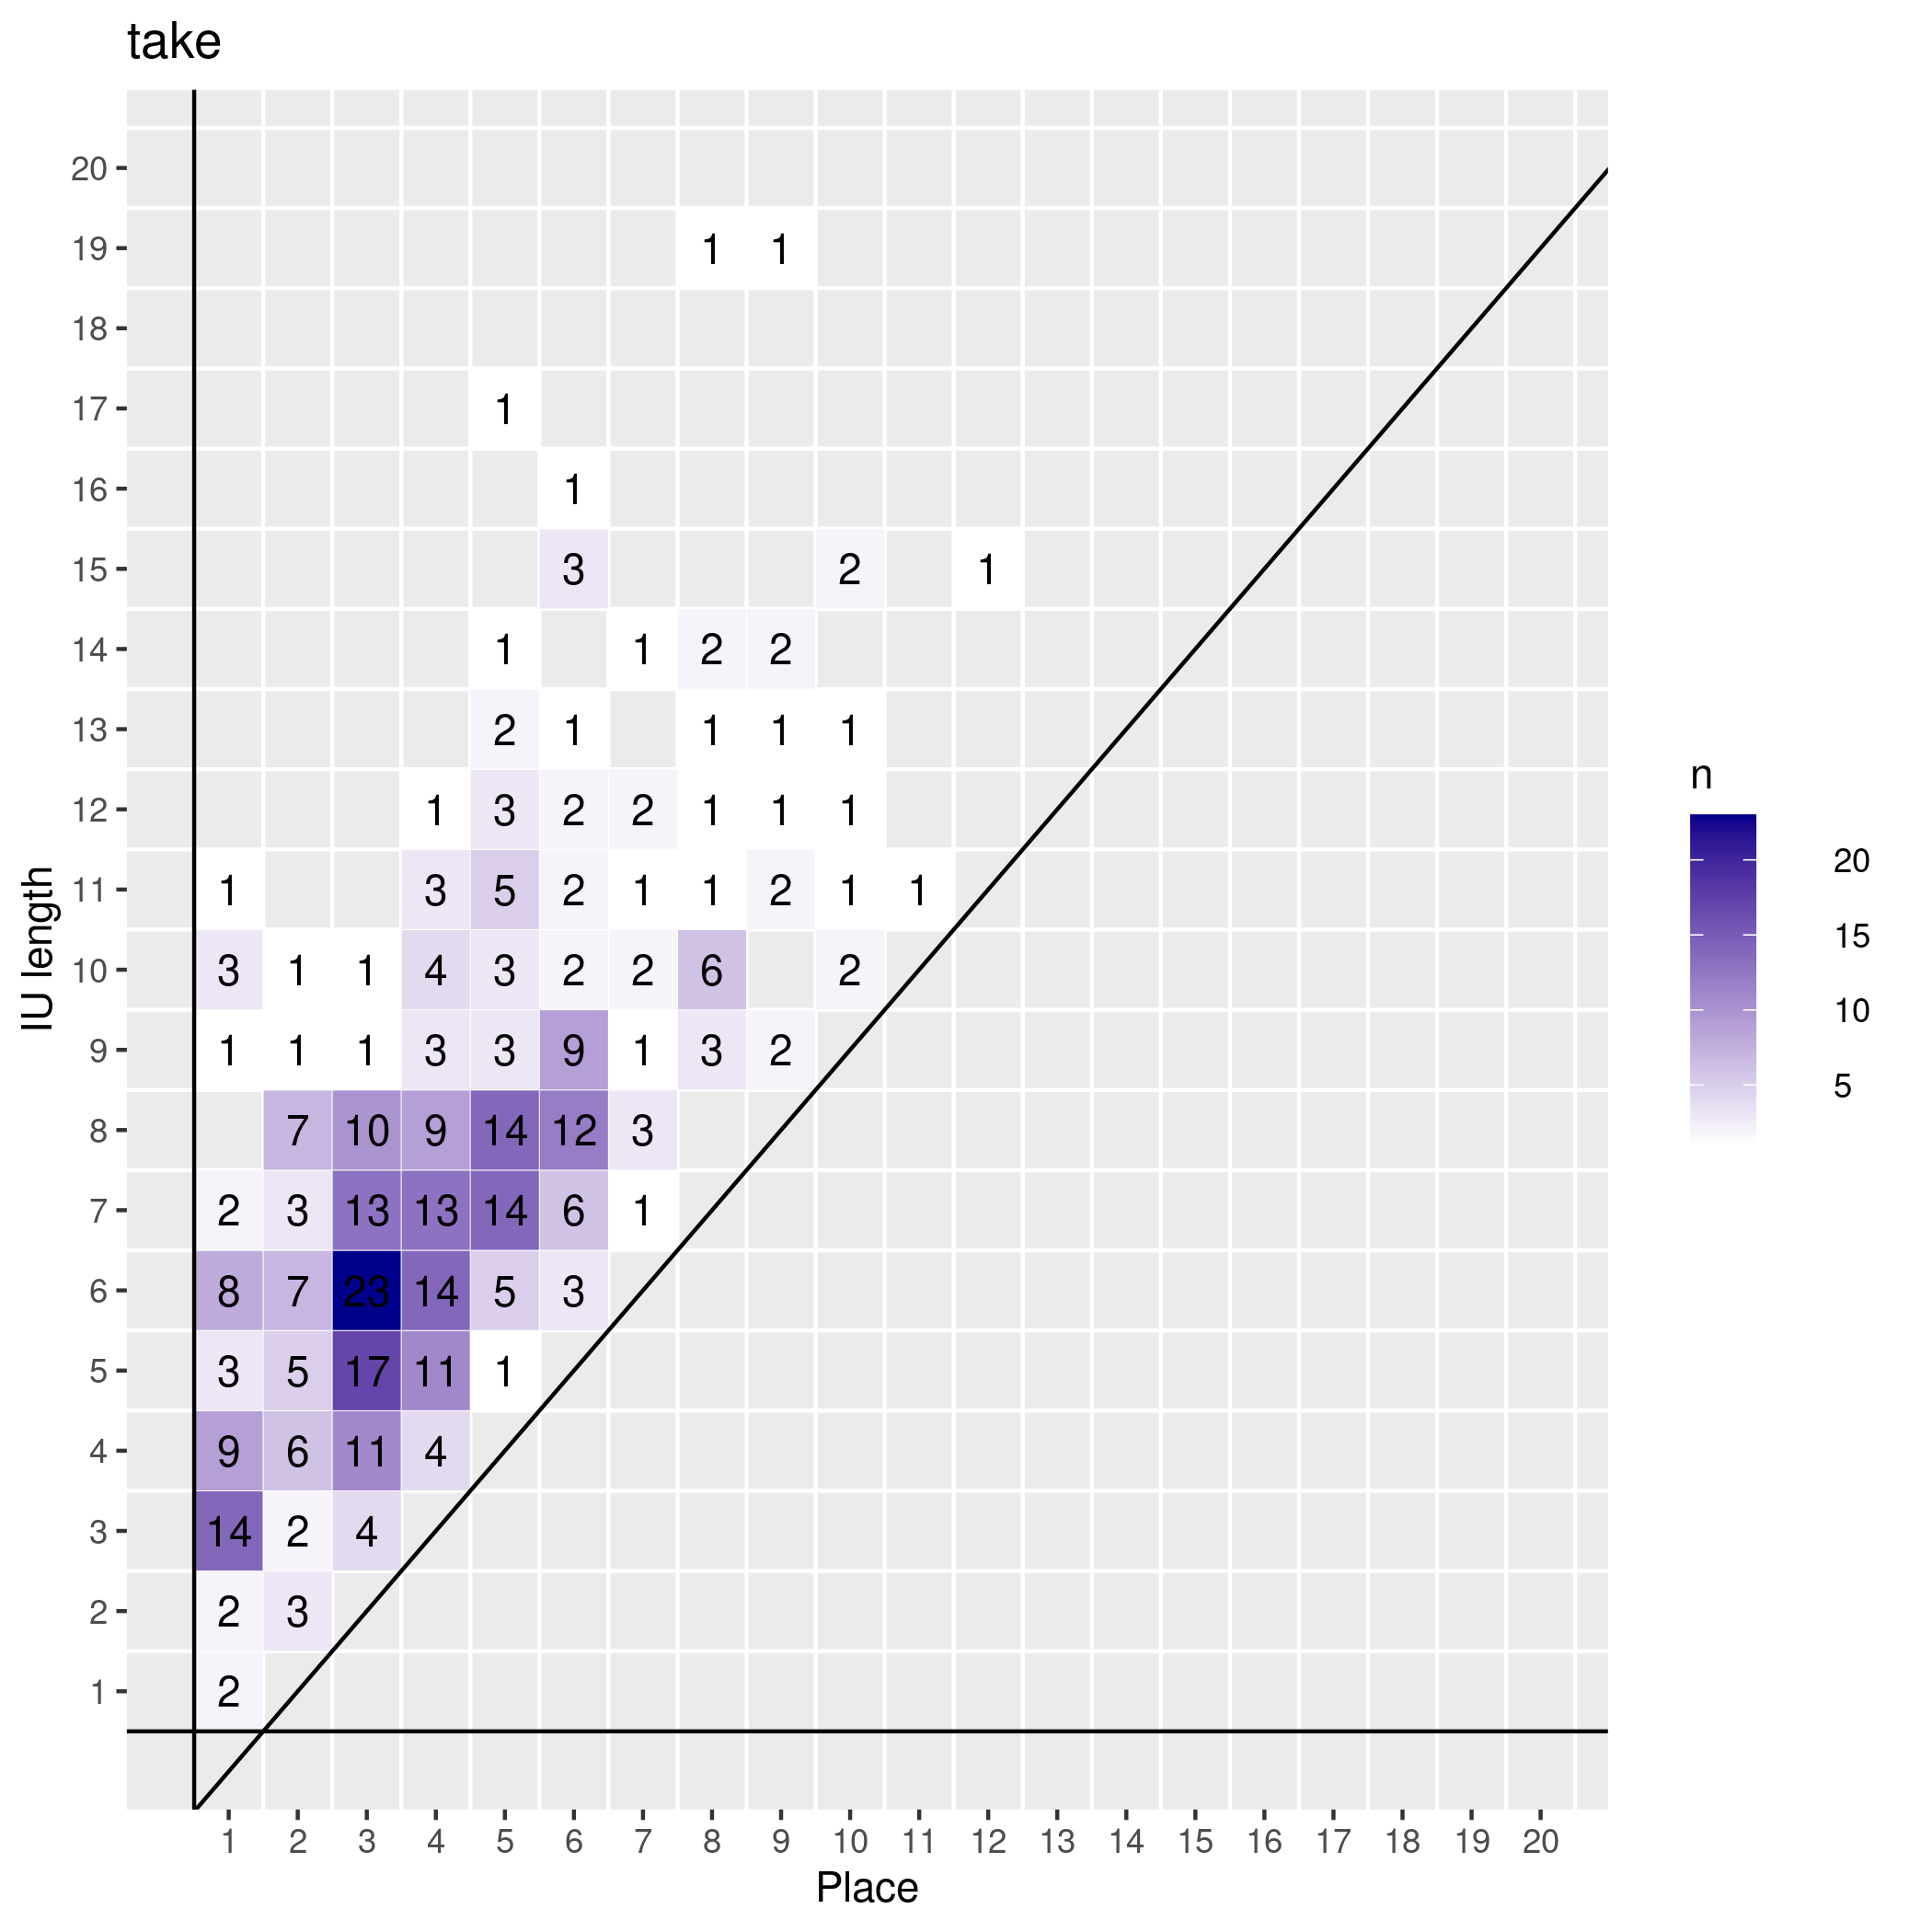 take
20
19 1 1
18
17 1
16 1
15 3 2 1
14 1 1 2 2
13 2 1 1 1 1
12 1 3 2 2 1 1 1
11 1 3 5 2 1 1 2 1 1
10 3 1 1 4 3 2 2 6 2
9 1 1 1 3 3 9 1 3 2
8 7 10 9 14 12 3
7 2 3 13 13 14 6 1
6 8 7 23 14 5 3
5 3 5 17 11 1
4 9 6 11 4
3 14 2 4
2 2 3
1 2
1 2 3 4 5 6 7 8 9 10 11 12 13 14 15 16 17 18 19 20
Place
IU length
n
20
15
10
5